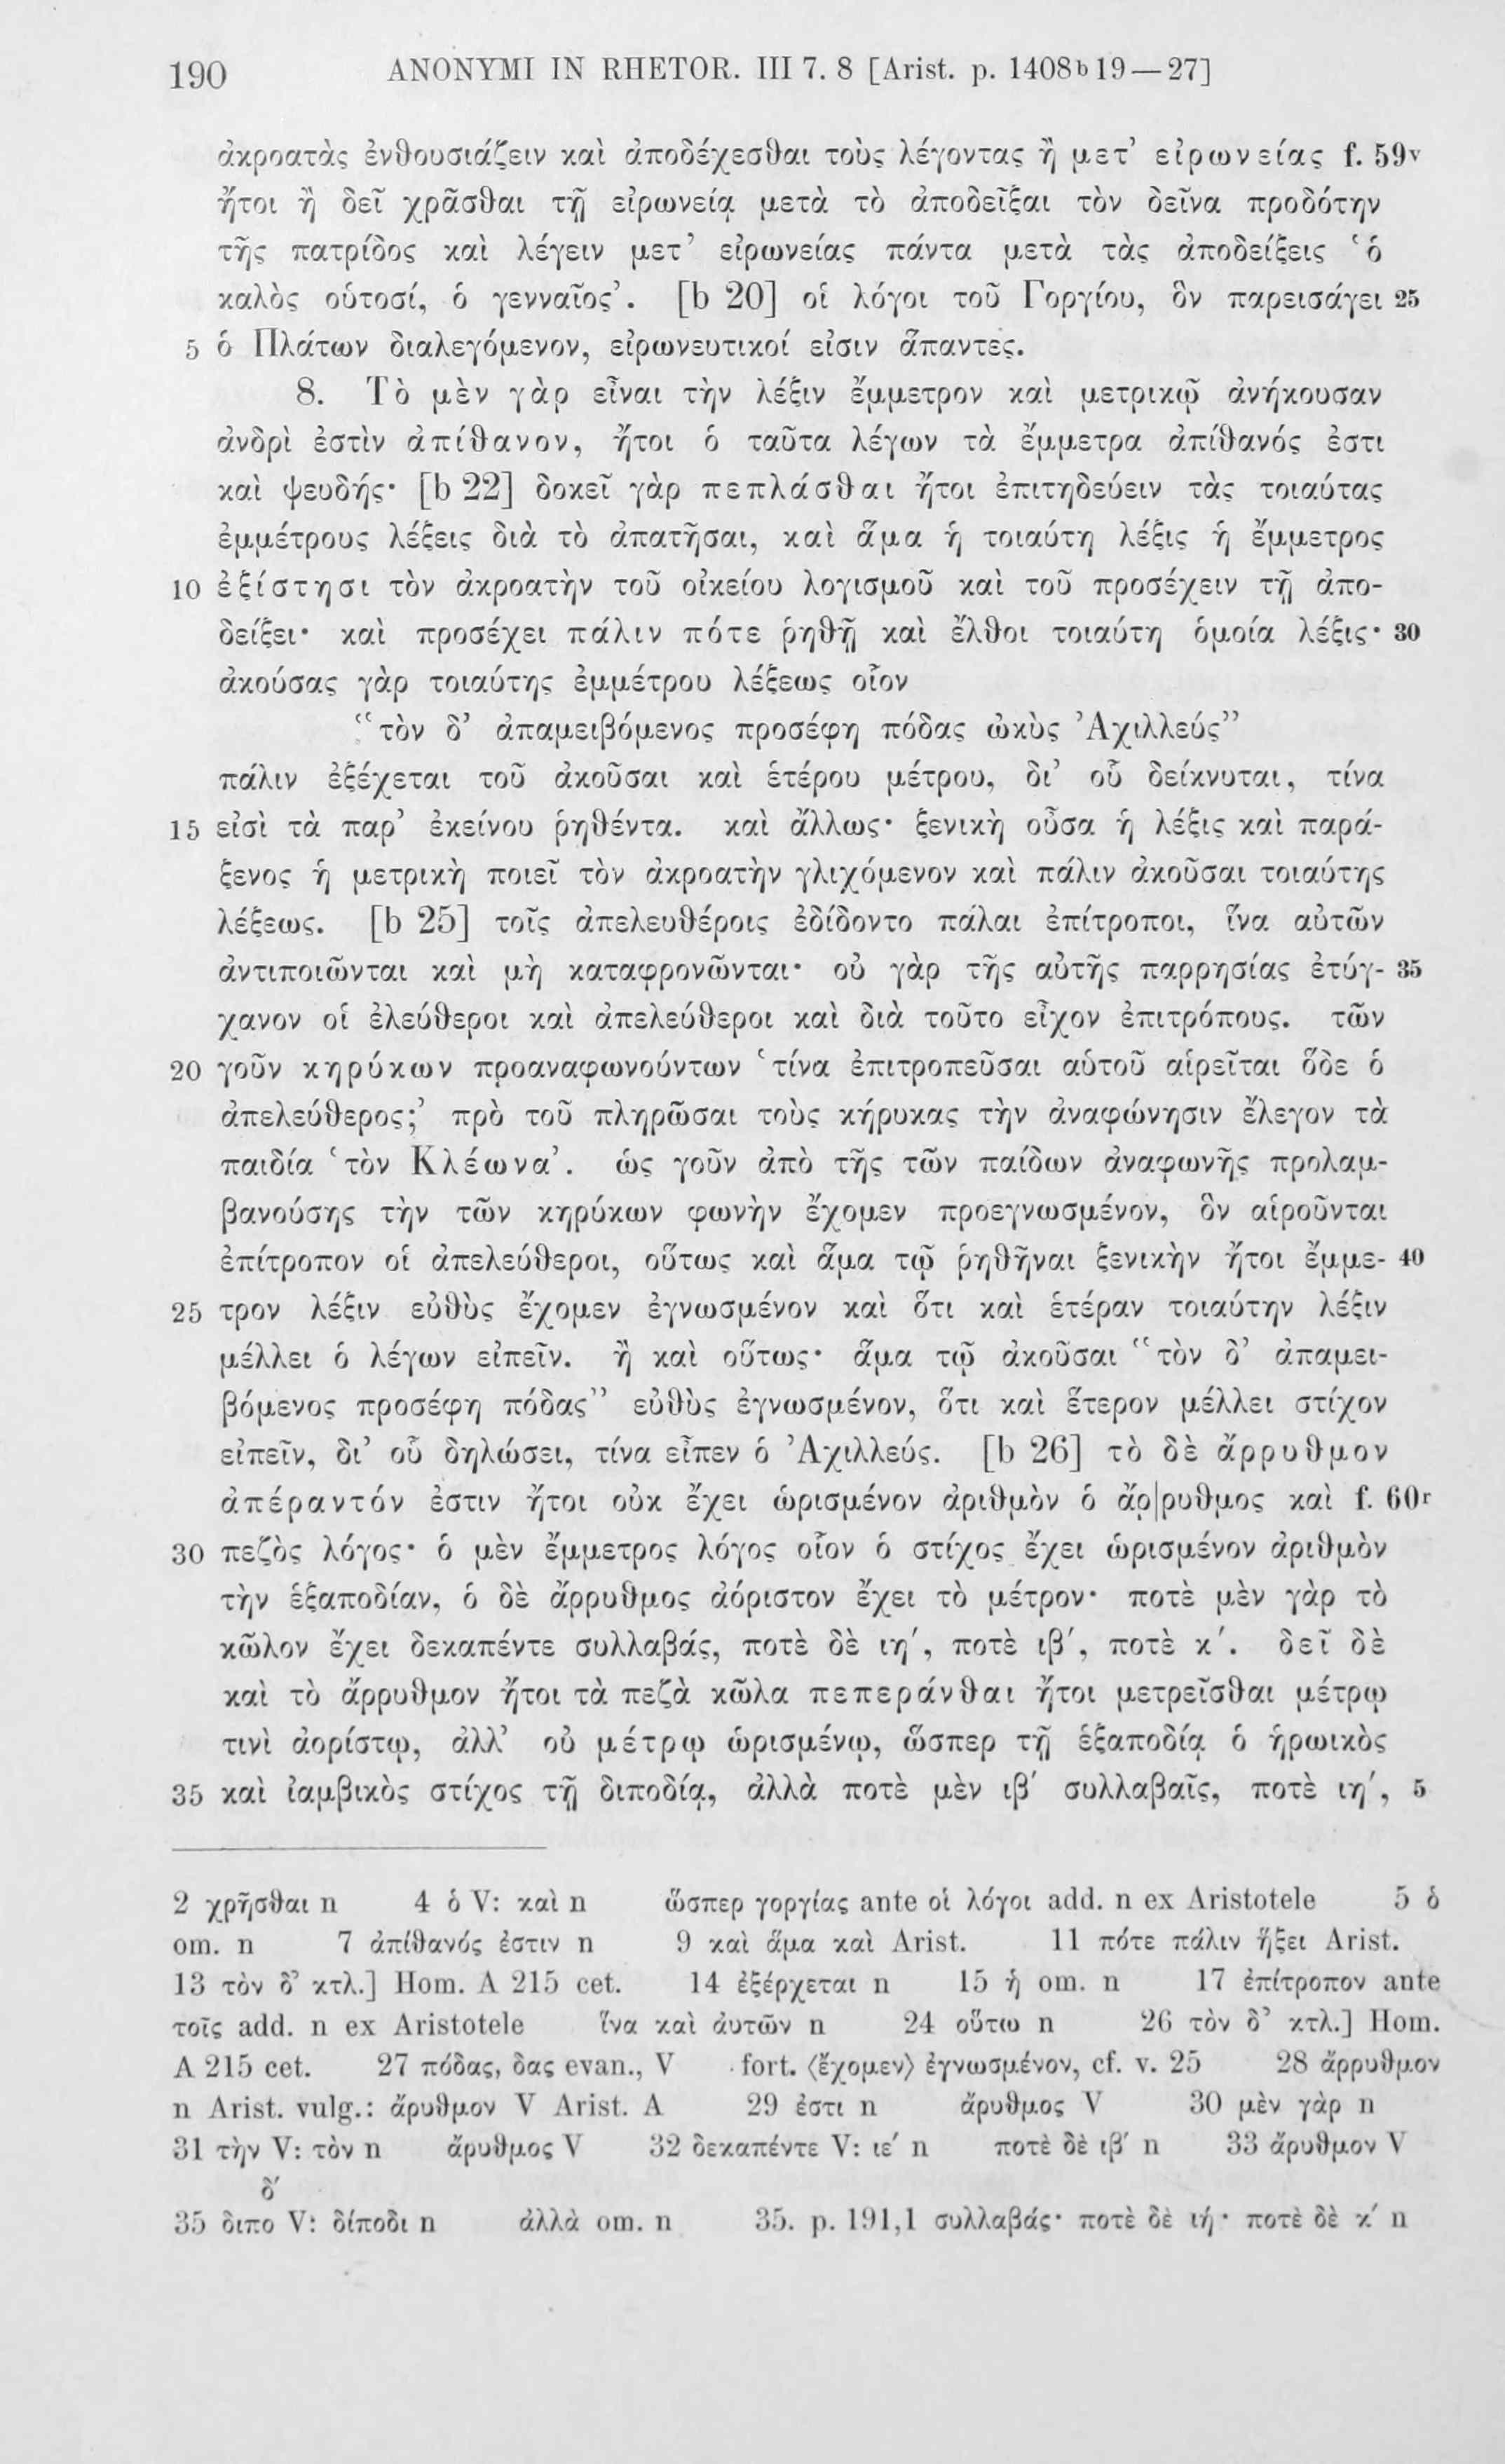 190 ANONYMI IN RHETOR. III 7. 8 [Arist. p. 1408b 19—27]
ἀκροατὰς ἐνθουσιάζειν καὶ ἀποδέχεσθαι τοὺς λέγοντας ἢ μετ’ εἰρωνείας f. 59v
ἤτοι ἢ δεῖ χρᾶσθαι τῇ εἰρωνείᾳ μετὰ τὸ ἀποδεῖξαι τὸν δεῖνα προδότην
τῆς πατρίδος καὶ λέγειν μετ’ εἰρωνείας πάντα μετὰ τὰς ἀποδείξεις ‘ὁ
καλὸς οὑτοσί, ὁ γενναῖος’. [b 20] οἱ λόγοι τοῦ Γοργίου, ὃν παρεισάγει 25
5 ὁ Πλάτων διαλεγόμενον, εἰρωνευτικοί εἰσιν ἅπαντες.
8. Τὸ μὲν γὰρ εἶναι τὴν λέξιν ἔμμετρον καὶ μετρικῷ ἀνήκουσαν
ἀνδρὶ ἐστὶν ἀπίθανον, ἤτοι ὁ ταῦτα λέγων τὰ ἔμμετρα ἀπίθανός ἐστι
καὶ ψευδής· [b 22] δοκεῖ γὰρ πεπλάσθαι ἤτοι ἐπιτηδεύειν τὰς τοιαύτας
ἐμμέτρους λέξεις διὰ τὸ ἀπατῆσαι, καὶ ἅμα ἡ τοιαύτη λέξις ἡ ἔμμετρος
10 ἐξίστησι τὸν ἀκροατὴν τοῦ οἰκείου λογισμοῦ καὶ τοῦ προσέχειν τῇ ἀπο-
δείξει· καὶ προσέχει πάλιν πότε ῥηθῇ καὶ ἔλθοι τοιαύτη ὁμοία λέξις· 30
ἀκούσας γὰρ τοιαύτης ἐμμέτρου λέξεως οἷον
“τὸν δ’ ἀπαμειβόμενος προσέφη πόδας ὠκὺς Ἀχιλλεύς”
πάλιν ἐξέχεται τοῦ ἀκοῦσαι καὶ ἑτέρου μέτρου, δι’ οὗ δείκνυται, τίνα
15 εἰσὶ τὰ παρ’ ἐκείνου ῥηθέντα. καὶ ἄλλως· ξενικὴ οὖσα ἡ λέξις καὶ παρά-
ξενος ἡ μετρικὴ ποιεῖ τὸν ἀκροατὴν γλιχόμενον καὶ πάλιν ἀκοῦσαι τοιαύτης
λέξεως. [b 25] τοῖς ἀπελευθέροις ἐδίδοντο πάλαι ἐπίτροποι, ἵνα αὐτῶν
ἀντιποιῶνται καὶ μὴ καταφρονῶνται· οὐ γὰρ τῆς αὐτῆς παρρησίας ἐτύγ- 35
χανον οἱ ἐλεύθεροι καὶ ἀπελεύθεροι καὶ διὰ τοῦτο εἶχον ἐπιτρόπους. τῶν
20 γοῦν κηρύκων προαναφωνούντων ‘τίνα ἐπιτροπεῦσαι αὑτοῦ αἱρεῖται ὅδε ὁ
ἀπελεύθερος;’ πρὸ τοῦ πληρῶσαι τοὺς κήρυκας τὴν ἀναφώνησιν ἔλεγον τὰ
παιδία ‘τὸν Κλέωνα’. ὡς γοῦν ἀπὸ τῆς τῶν παίδων ἀναφωνῆς προλαμ-
βανούσης τὴν τῶν κηρύκων φωνὴν ἔχομεν προεγνωσμένον, ὃν αἱροῦνται
ἐπίτροπον οἱ ἀπελεύθεροι, οὕτως καὶ ἅμα τῷ ῥηθῆναι ξενικὴν ἤτοι ἔμμε- 40
25 τρον λέξιν εὐθὺς ἔχομεν ἐγνωσμένον καὶ ὅτι καὶ ἑτέραν τοιαύτην λέξιν
μέλλει ὁ λέγων εἰπεῖν. ἢ καὶ οὕτως· ἅμα τῷ ἀκοῦσαι “τὸν δ’ ἀπαμει-
βόμενος προσέφη πόδας” εὐθὺς ἐγνωσμένον, ὅτι καὶ ἕτερον μέλλει στίχον
εἰπεῖν, δι’ οὗ δηλώσει, τίνα εἶπεν ὁ Ἀχιλλεύς. [b 26] τὸ δὲ ἄρρυθμον
ἀπέραντόν ἐστιν ἤτοι οὐκ ἔχει ὡρισμένον ἀριθμὸν ὁ ἄρ|ρυθμος καὶ f. 60r
30 πεζὸς λόγος· ὁ μὲν ἔμμετρος λόγος οἷον ὁ στίχος ἔχει ὡρισμένον ἀριθμὸν
τὴν ἑξαποδίαν, ὁ δὲ ἄρρυθμος ἀόριστον ἔχει τὸ μέτρον· ποτὲ μὲν γὰρ τὸ
κῶλον ἔχει δεκαπέντε συλλαβάς, ποτὲ δὲ ιη′, ποτὲ ιβ′, ποτὲ κ′. δεῖ δὲ
καὶ τὸ ἄρρυθμον ἤτοι τὰ πεζὰ κῶλα πεπεράνθαι ἤτοι μετρεῖσθαι μέτρῳ
τινὶ ἀορίστῳ, ἀλλ’ οὐ μέτρῳ ὡρισμένῳ, ὥσπερ τῇ ἑξαποδίᾳ ὁ ἡρωικὸς
35 καὶ ἰαμβικὸς στίχος τῇ διποδίᾳ, ἀλλὰ ποτὲ μὲν ιβ′ συλλαβαῖς, ποτὲ ιη′, 5
2 χρῆσθαι n 4 ὁ V: καὶ n ὥσπερ γοργίας ante οἱ λόγοι add. n ex Aristotele 5 ὁ
om. n 7 ἀπίθανός ἐστιν n 9 καὶ ἅμα καὶ Arist. 11 πότε πάλιν ἥξει Arist.
13 τὸν δ’ κτλ.] Hom. A 215 cet. 14 ἐξέρχεται n 15 ἡ om. n 17 ἐπίτροπον ante
τοῖς add. n ex Aristotele ἵνα καὶ ἀυτῶν n 24 οὕτω n 26 τὸν δ’ κτλ.] Hom.
A 215 cet. 27 πόδας, δας evan., V fort. ⟨ἔχομεν⟩ ἐγνωσμένον, cf. v. 25 28 ἄρρυθμον
n Arist. vulg.: ἄρυθμον V Arist. A 29 ἐστι n ἄρυθμος V 30 μὲν γὰρ n
31 τὴν V: τὸν n ἄρυθμος V 32 δεκαπέντε V: ιε′ n ποτὲ δὲ ιβ′ n 33 ἄρυθμον V
δ′
35 διπο V: δίποδι n ἀλλὰ om. n 35. p. 191,1 συλλαβάς· ποτὲ δὲ ιή· ποτὲ δὲ κ′ n